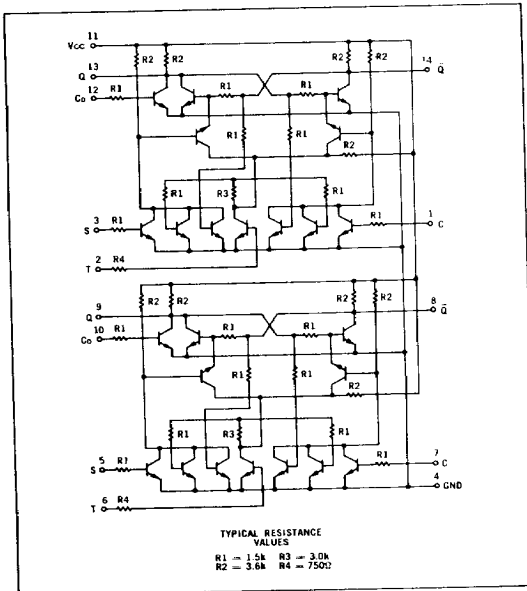 11
VCC
R2 R2 R2 R2
13
Q
14
Q̄
12
CD R1
R1 R1
R1 R1
R2
R1 R3 R1
3
S R1
R1
1
C
2
T R4
R2 R2 R2 R2
9
Q
8
Q̄
10
CD R1
R1 R1
R1 R1
R2
R1 R3 R1
5
S R1
R1
7
C
4
GND
6
T R4
TYPICAL RESISTANCE
VALUES
R1 = 1.5k R3 = 3.0k
R2 = 3.6k R4 = 750Ω